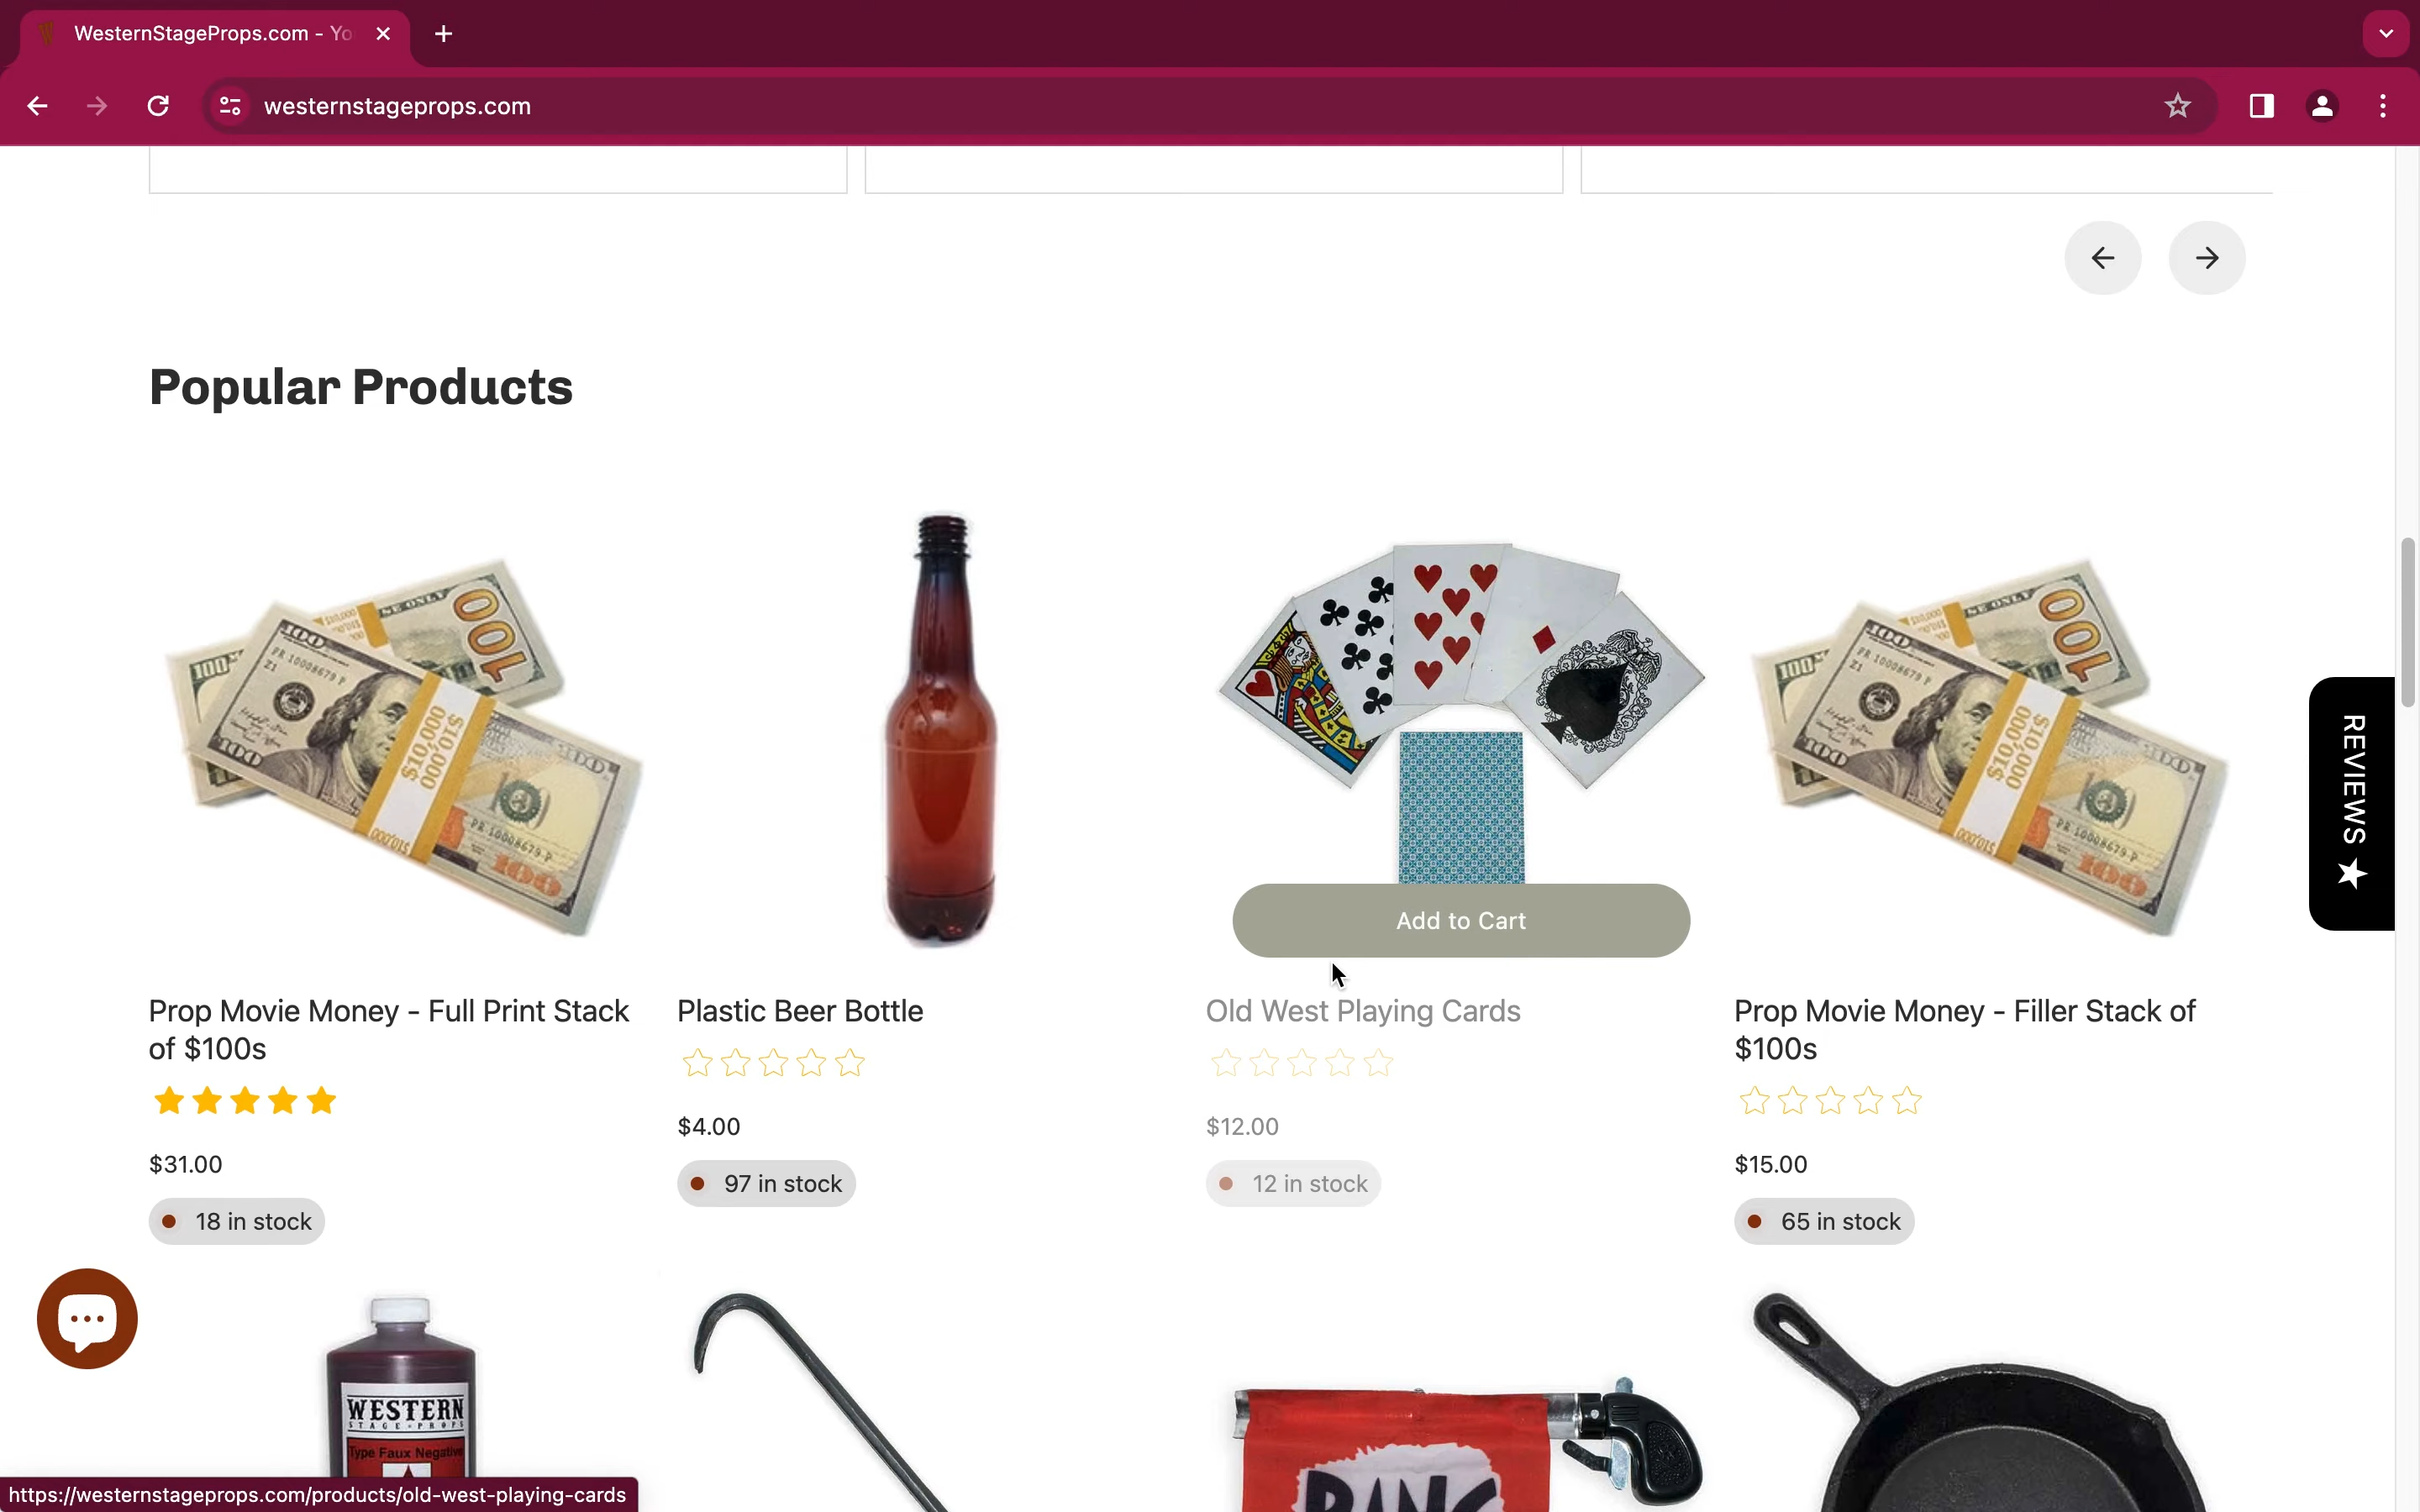 WesternStageProps.com - Yo
westernstageprops.com
Popular Products
Add to Cart
REVIEWS
Prop Movie Money - Full Print Stack
of $100s
$31.00
18 in stock
Plastic Beer Bottle
$4.00
97 in stock
Old West Playing Cards
$12.00
12 in stock
Prop Movie Money - Filler Stack of
$100s
$15.00
65 in stock
WESTERN
STAGE PROPS
Type Faux Negative
BANG
https://westernstageprops.com/products/old-west-playing-cards